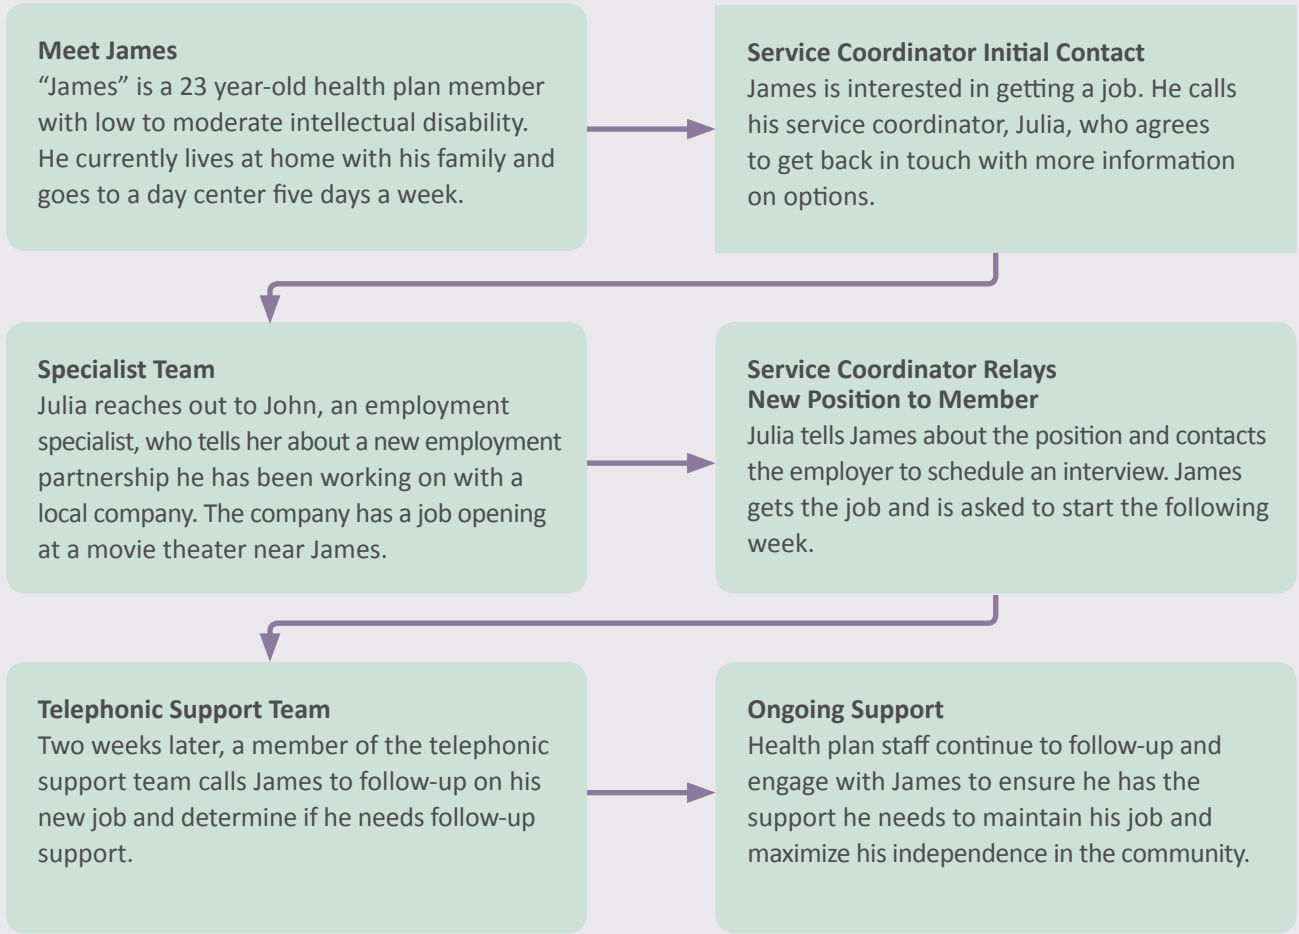 Meet James
“James” is a 23 year-old health plan member
with low to moderate intellectual disability.
He currently lives at home with his family and
goes to a day center five days a week.
Service Coordinator Initial Contact
James is interested in getting a job. He calls
his service coordinator, Julia, who agrees
to get back in touch with more information
on options.
Specialist Team
Julia reaches out to John, an employment
specialist, who tells her about a new employment
partnership he has been working on with a
local company. The company has a job opening
at a movie theater near James.
Service Coordinator Relays
New Position to Member
Julia tells James about the position and contacts
the employer to schedule an interview. James
gets the job and is asked to start the following
week.
Telephonic Support Team
Two weeks later, a member of the telephonic
support team calls James to follow-up on his
new job and determine if he needs follow-up
support.
Ongoing Support
Health plan staff continue to follow-up and
engage with James to ensure he has the
support he needs to maintain his job and
maximize his independence in the community.